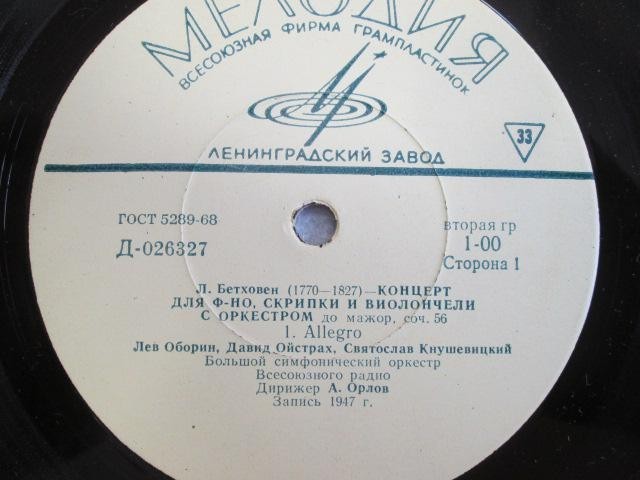 МЕЛОДИЯ
ВСЕСОЮЗНАЯ ФИРМА ГРАМПЛАСТИНОК
33
ЛЕНИНГРАДСКИЙ ЗАВОД
ГОСТ 5289-68
Д-026327
вторая гр
1-00
Сторона 1
Л. Бетховен (1770—1827)—КОНЦЕРТ
ДЛЯ Ф-НО, СКРИПКИ И ВИОЛОНЧЕЛИ
С ОРКЕСТРОМ до мажор, соч. 56
1. Allegro
Лев Оборин, Давид Ойстрах, Святослав Кнушевицкий
Большой симфонический оркестр
Всесоюзного радио
Дирижер А. Орлов
Запись 1947 г.